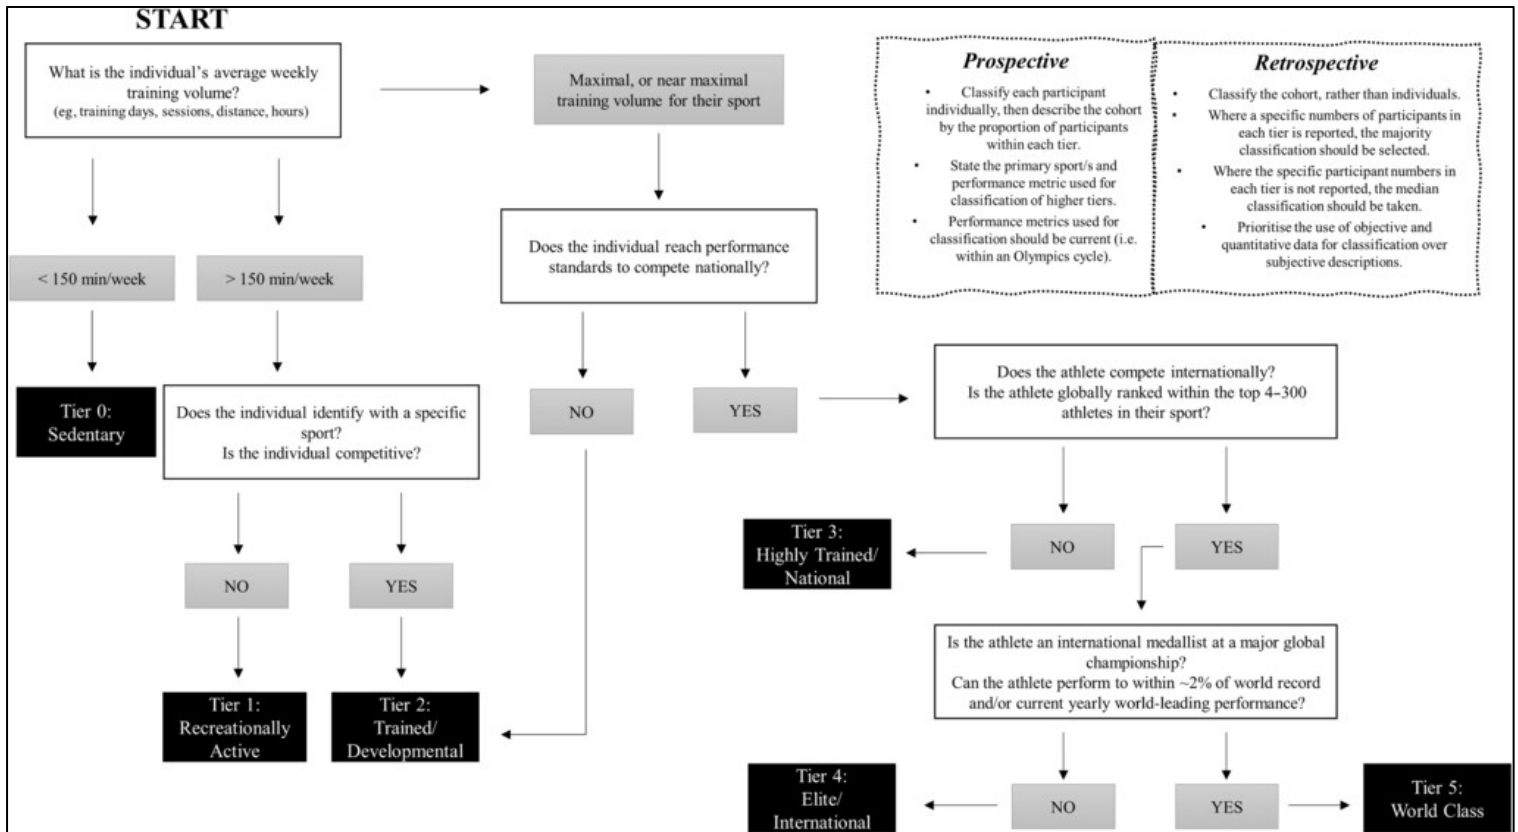 START
What is the individual's average weekly
training volume?
(eg, training days, sessions, distance, hours)
Maximal, or near maximal
training volume for their sport
Prospective
• Classify each participant
individually, then describe the cohort
by the proportion of participants
within each tier.
• State the primary sport/s and
performance metric used for
classification of higher tiers.
• Performance metrics used for
classification should be current (i.e.
within an Olympics cycle).
Retrospective
• Classify the cohort, rather than individuals.
• Where a specific numbers of participants in
each tier is reported, the majority
classification should be selected.
• Where the specific participant numbers in
each tier is not reported, the median
classification should be taken.
• Prioritise the use of objective and
quantitative data for classification over
subjective descriptions.
< 150 min/week
> 150 min/week
Does the individual reach performance
standards to compete nationally?
Tier 0:
Sedentary
Does the individual identify with a specific
sport?
Is the individual competitive?
NO
YES
Does the athlete compete internationally?
Is the athlete globally ranked within the top 4–300
athletes in their sport?
NO
YES
Tier 3:
Highly Trained/
National
NO
YES
Tier 1:
Recreationally
Active
Tier 2:
Trained/
Developmental
Is the athlete an international medallist at a major global
championship?
Can the athlete perform to within ~2% of world record
and/or current yearly world-leading performance?
Tier 4:
Elite/
International
NO
YES
Tier 5:
World Class